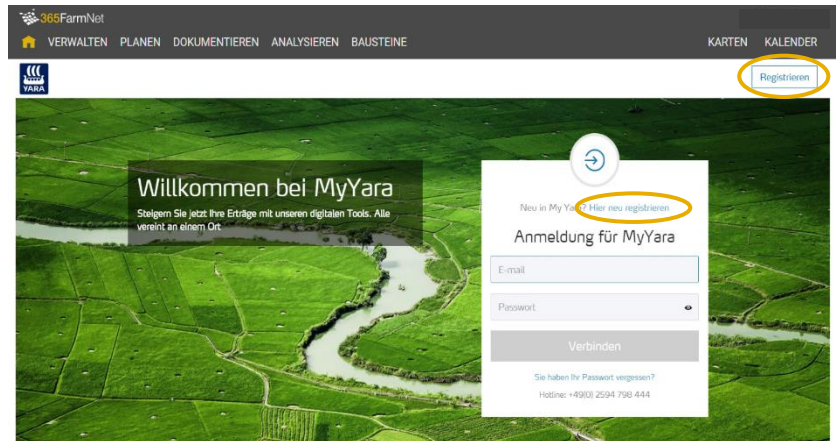 365FarmNet
VERWALTEN PLANEN DOKUMENTIEREN ANALYSIEREN BAUSTEINE KARTEN KALENDER
YARA
Registrieren
Willkommen bei MyYara
Steigern Sie jetzt Ihre Erträge mit unseren digitalen Tools. Alle
vereint an einem Ort
Neu in My Yara? Hier neu registrieren
Anmeldung für MyYara
E-mail
Passwort
Verbinden
Sie haben Ihr Passwort vergessen?
Hotline: +49(0) 2594 798 444